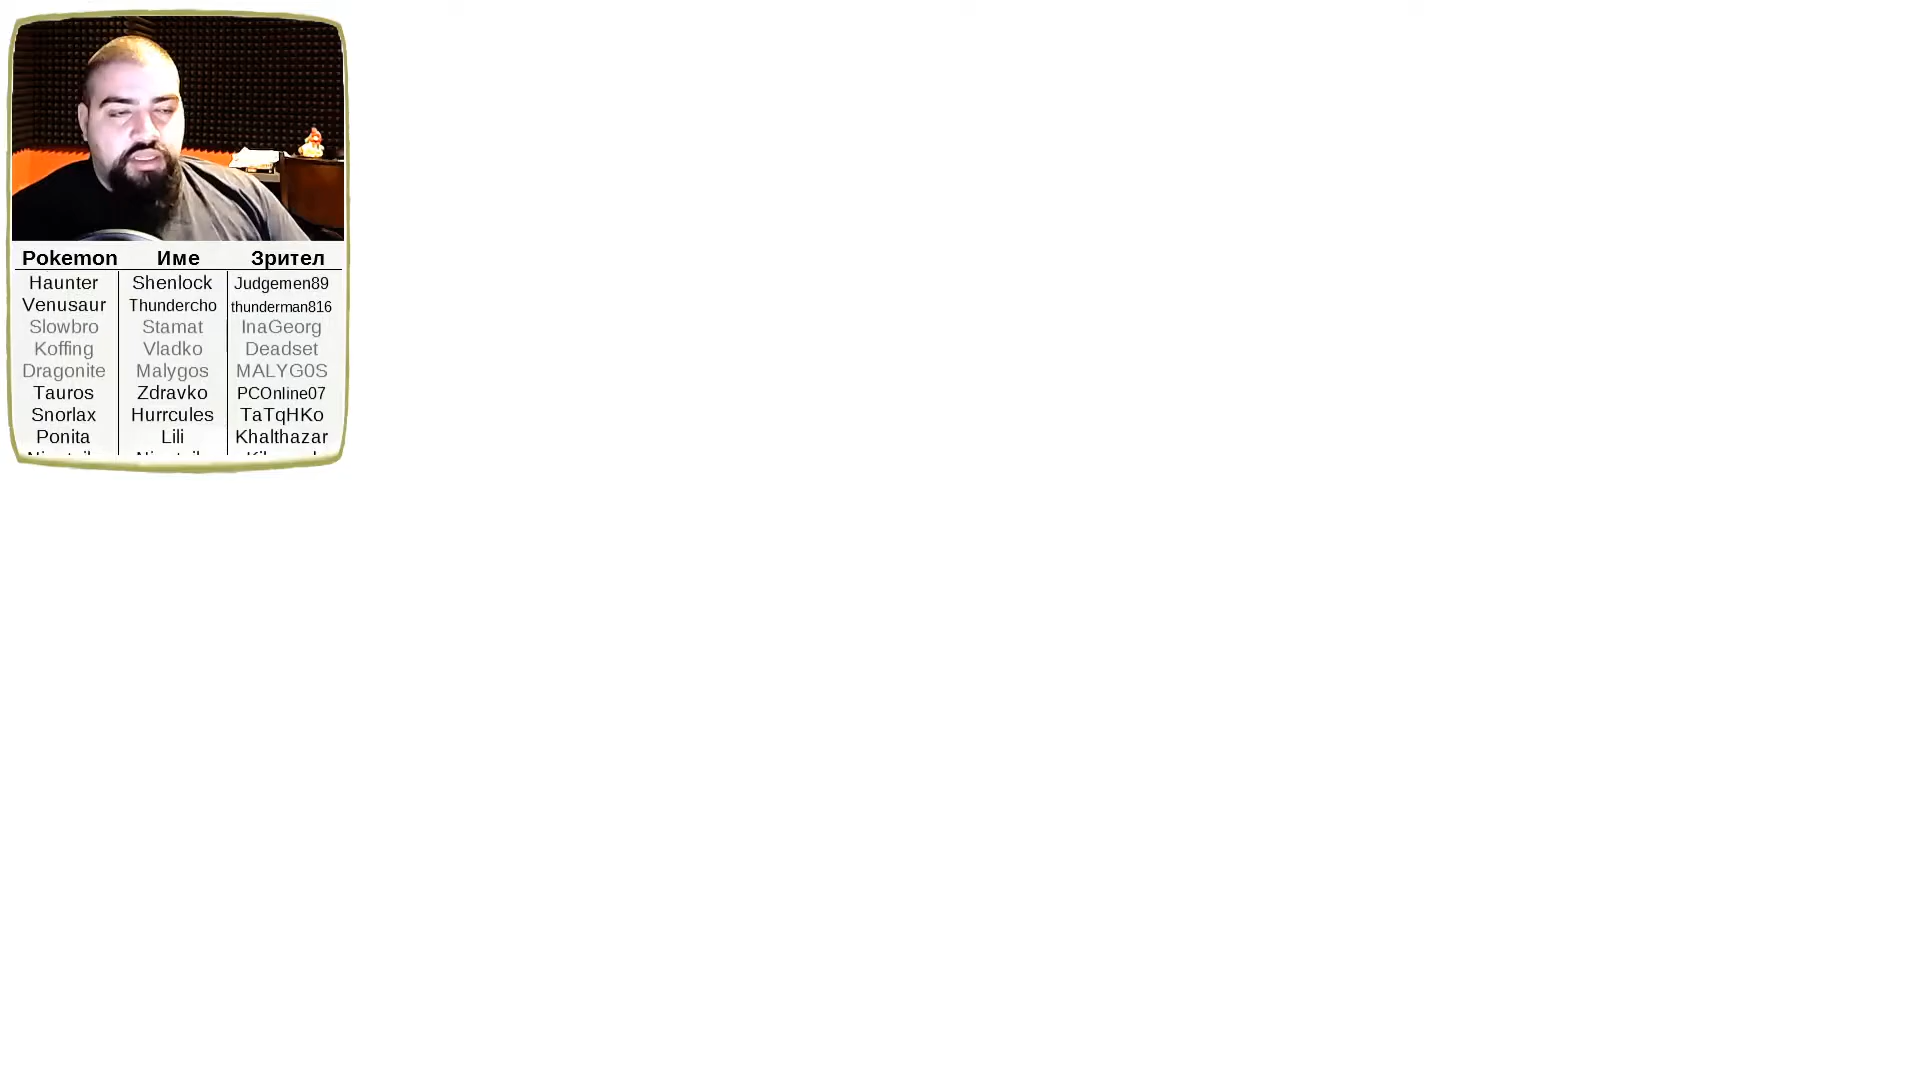 Pokemon Име Зрител
Haunter Shenlock Judgemen89
Venusaur Thundercho thunderman816
Slowbro Stamat InaGeorg
Koffing Vladko Deadset
Dragonite Malygos MALYG0S
Tauros Zdravko PCOnline07
Snorlax Hurrcules TaTqHKo
Ponita Lili Khalthazar